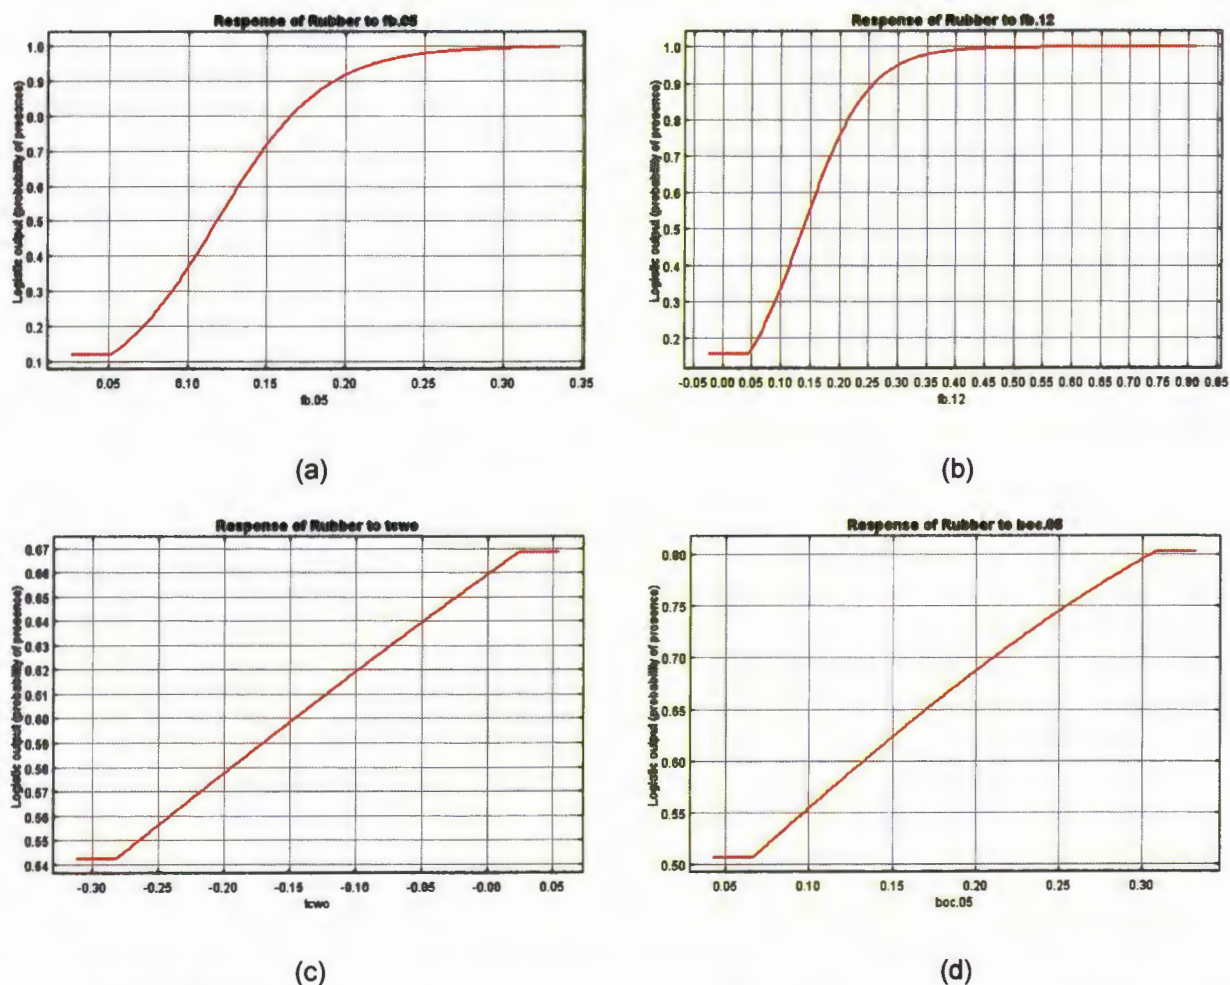 Response of Rubber to fb.05
Logistic output (probability of presence)
1.0
0.9
0.8
0.7
0.6
0.5
0.4
0.3
0.2
0.1
0.05 0.10 0.15 0.20 0.25 0.30 0.35
fb.05
(a)
Response of Rubber to fb.12
Logistic output (probability of presence)
1.0
0.9
0.8
0.7
0.6
0.5
0.4
0.3
0.2
-0.05 0.00 0.05 0.10 0.15 0.20 0.25 0.30 0.35 0.40 0.45 0.50 0.55 0.60 0.65 0.70 0.75 0.80 0.85
fb.12
(b)
Response of Rubber to tcwo
Logistic output (probability of presence)
0.67
0.66
0.65
0.64
0.63
0.62
0.61
0.60
0.59
0.58
0.57
0.56
0.55
0.54
-0.30 -0.25 -0.20 -0.15 -0.10 -0.05 -0.00 0.05
tcwo
(c)
Response of Rubber to boc.05
Logistic output (probability of presence)
0.80
0.75
0.70
0.65
0.60
0.55
0.50
0.05 0.10 0.15 0.20 0.25 0.30
boc.05
(d)